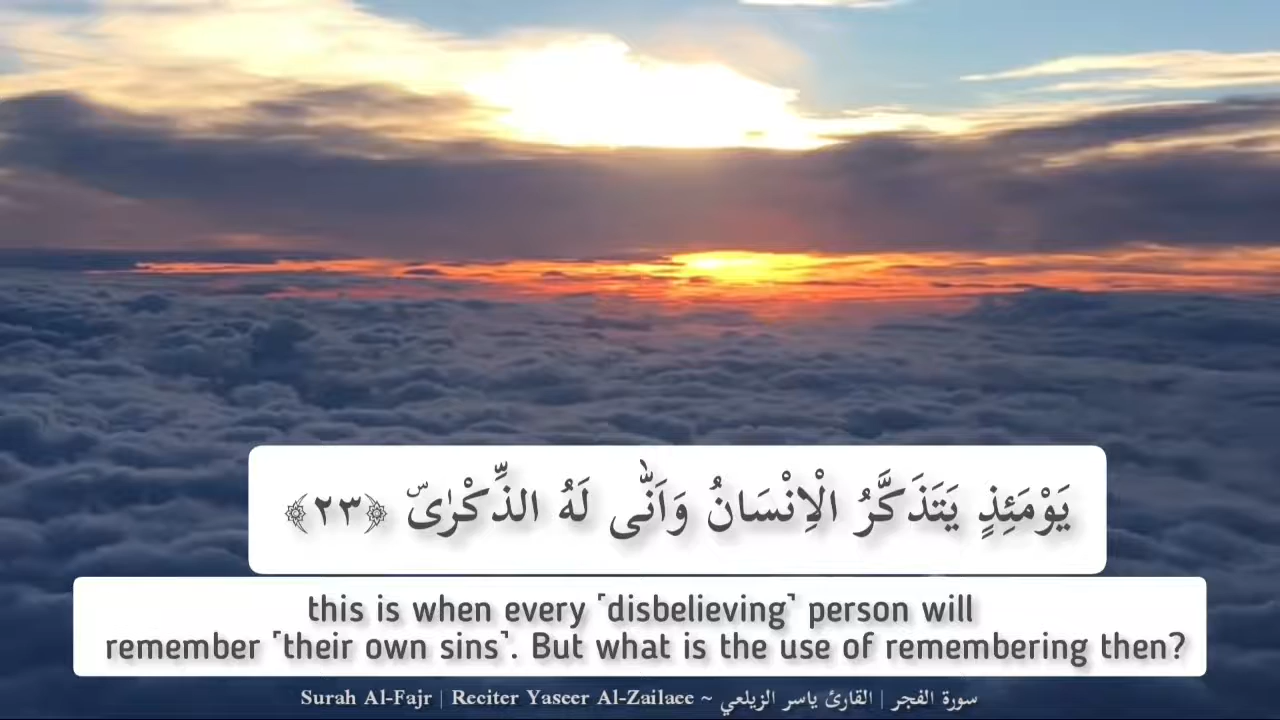 يَوْمَئِذٍ يَتَذَكَّرُ الْاِنْسَانُ وَاَنّٰى لَهُ الذِّكْرٰىؕ ﴿٢٣﴾
this is when every ˹disbelieving˺ person will
remember ˹their own sins˺. But what is the use of remembering then?
Surah Al-Fajr | Reciter Yaseer Al-Zailaee ~ سورة الفجر | القارئ ياسر الزيلعي